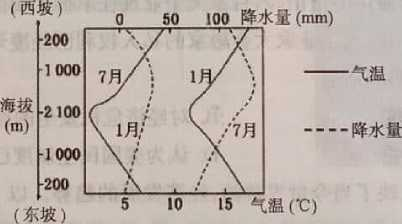 (西坡)
0 50 100 降水量 (mm)
200
1 000
7月 1月
气温
海拔
(m)
2 100
降水量
1月 7月
1 000
200
5 10 15 气温 (℃)
(东坡)